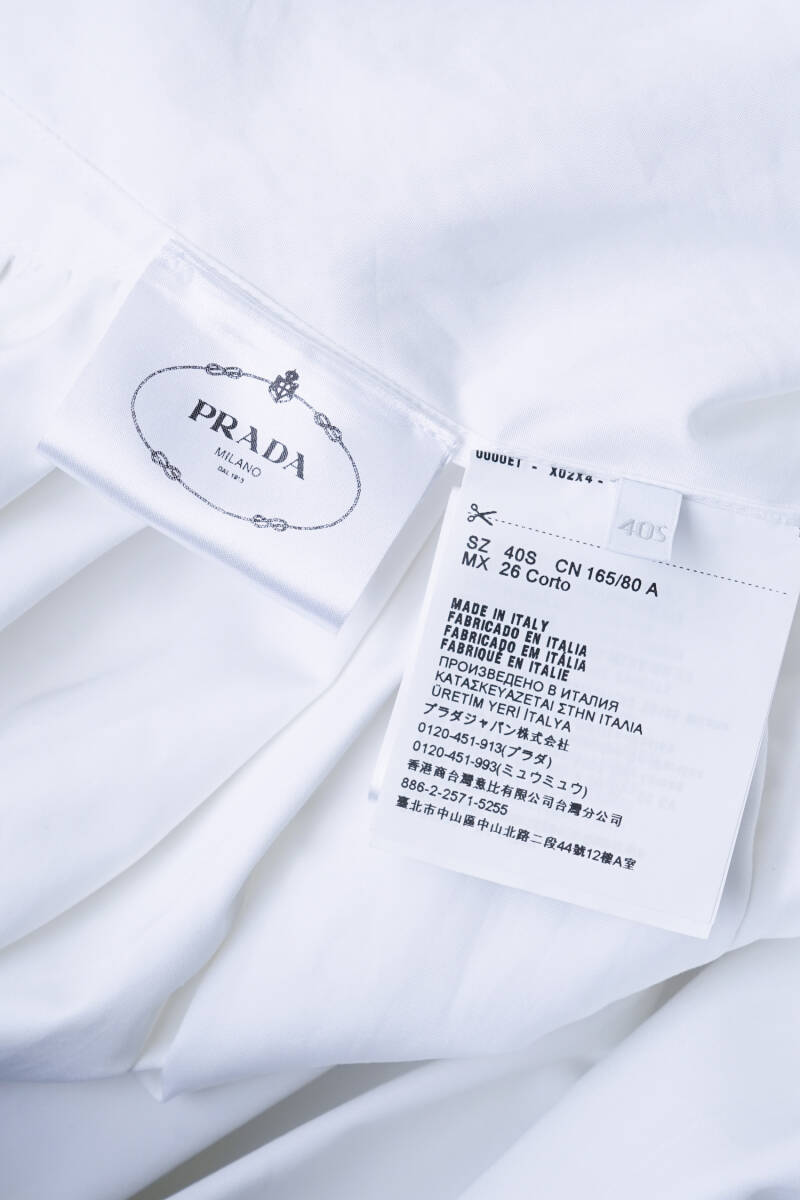 PRADA
MILANO
DAL 1913
40S
SZ 40S CN 165/80 A
MX 26 Corto
MADE IN ITALY
FABRICADO EN ITALIA
FABRICADO EM ITÁLIA
FABRIQUÉ EN ITALIE
ПРОИЗВЕДЕНО В ИТАЛИЯ
ΚΑΤΑΣΚΕΥΑΖΕΤΑΙ ΣΤΗΝ ΙΤΑΛΙΑ
ÜRETİM YERİ İTALYA
プラダジャパン株式会社
0120-451-913(プラダ)
0120-451-993(ミュウミュウ)
香港商台灣意比有限公司台灣分公司
886-2-2571-5255
臺北市中山區中山北路二段44號12樓A室